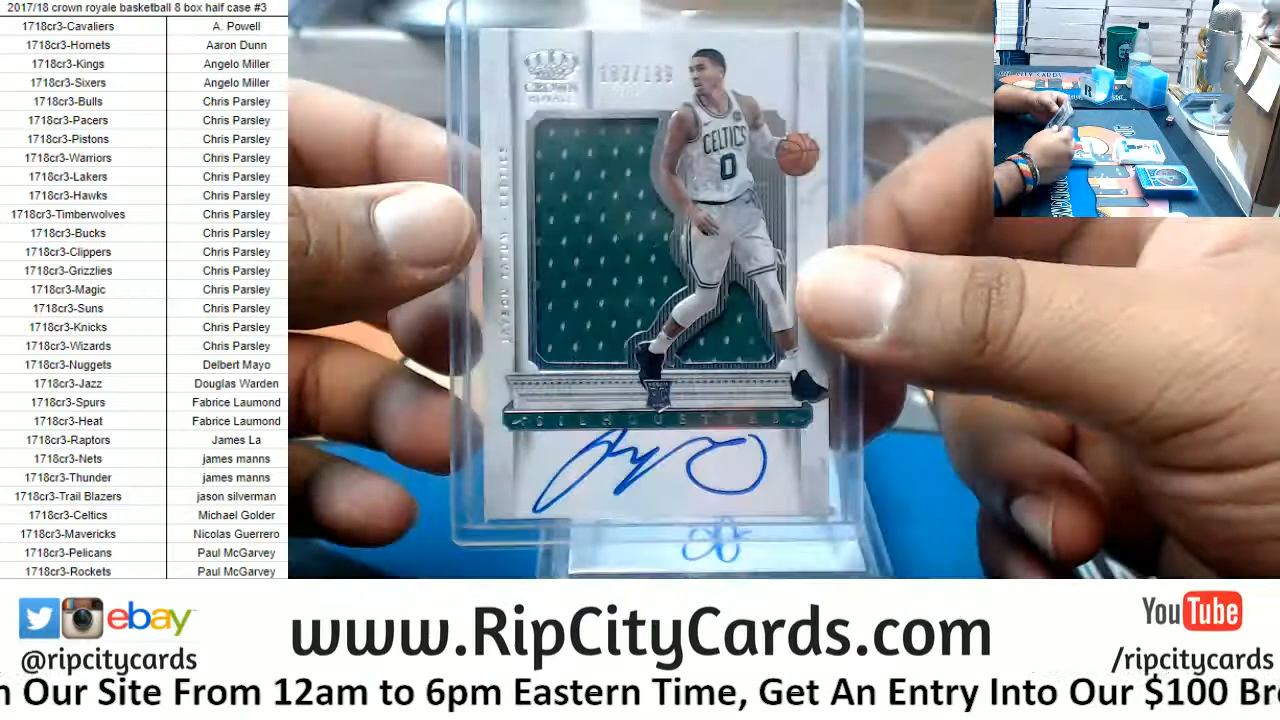 2017/18 crown royale basketball 8 box half case #3
1718cr3-Cavaliers A. Powell
1718cr3-Hornets Aaron Dunn
1718cr3-Kings Angelo Miller
1718cr3-Sixers Angelo Miller
1718cr3-Bulls Chris Parsley
1718cr3-Pacers Chris Parsley
1718cr3-Pistons Chris Parsley
1718cr3-Warriors Chris Parsley
1718cr3-Lakers Chris Parsley
1718cr3-Hawks Chris Parsley
1718cr3-Timberwolves Chris Parsley
1718cr3-Bucks Chris Parsley
1718cr3-Clippers Chris Parsley
1718cr3-Grizzlies Chris Parsley
1718cr3-Magic Chris Parsley
1718cr3-Suns Chris Parsley
1718cr3-Knicks Chris Parsley
1718cr3-Wizards Chris Parsley
1718cr3-Nuggets Delbert Mayo
1718cr3-Jazz Douglas Warden
1718cr3-Spurs Fabrice Laumond
1718cr3-Heat Fabrice Laumond
1718cr3-Raptors James La
1718cr3-Nets james manns
1718cr3-Thunder james manns
1718cr3-Trail Blazers jason silverman
1718cr3-Celtics Michael Golder
1718cr3-Mavericks Nicolas Guerrero
1718cr3-Pelicans Paul McGarvey
1718cr3-Rockets Paul McGarvey
CROWN
ROYALE
JAYSON TATUM - CELTICS
CELTICS
0
SILHOUETTES
RIP CITY CARDS
ebay
@ripcitycards
www.RipCityCards.com
YouTube
/ripcitycards
n Our Site From 12am to 6pm Eastern Time, Get An Entry Into Our $100 Bre